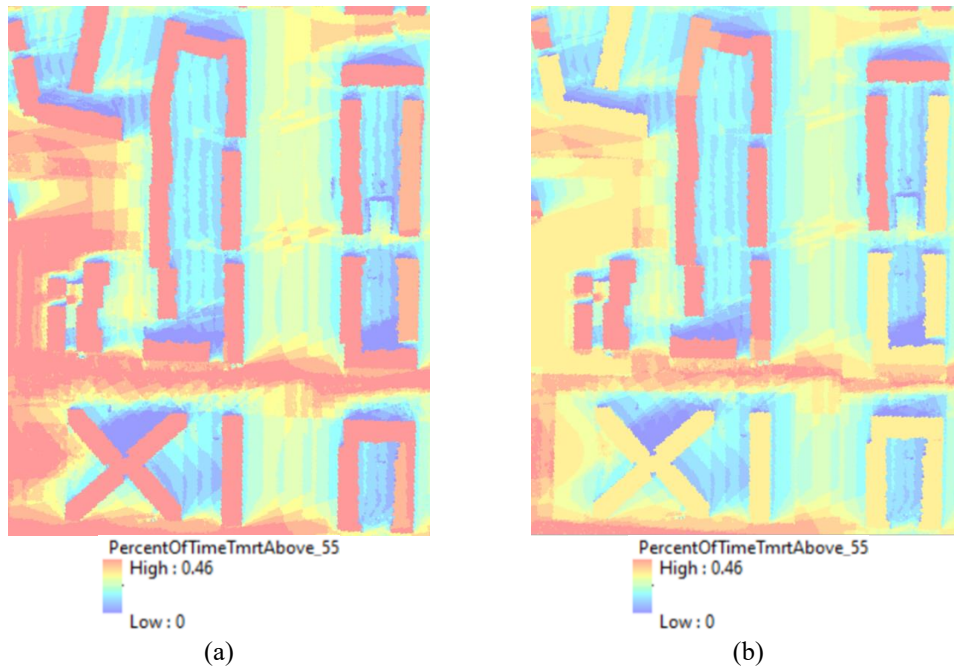 PercentOfTimeTmrtAbove_55
High : 0.46
Low : 0
(a)
PercentOfTimeTmrtAbove_55
High : 0.46
Low : 0
(b)